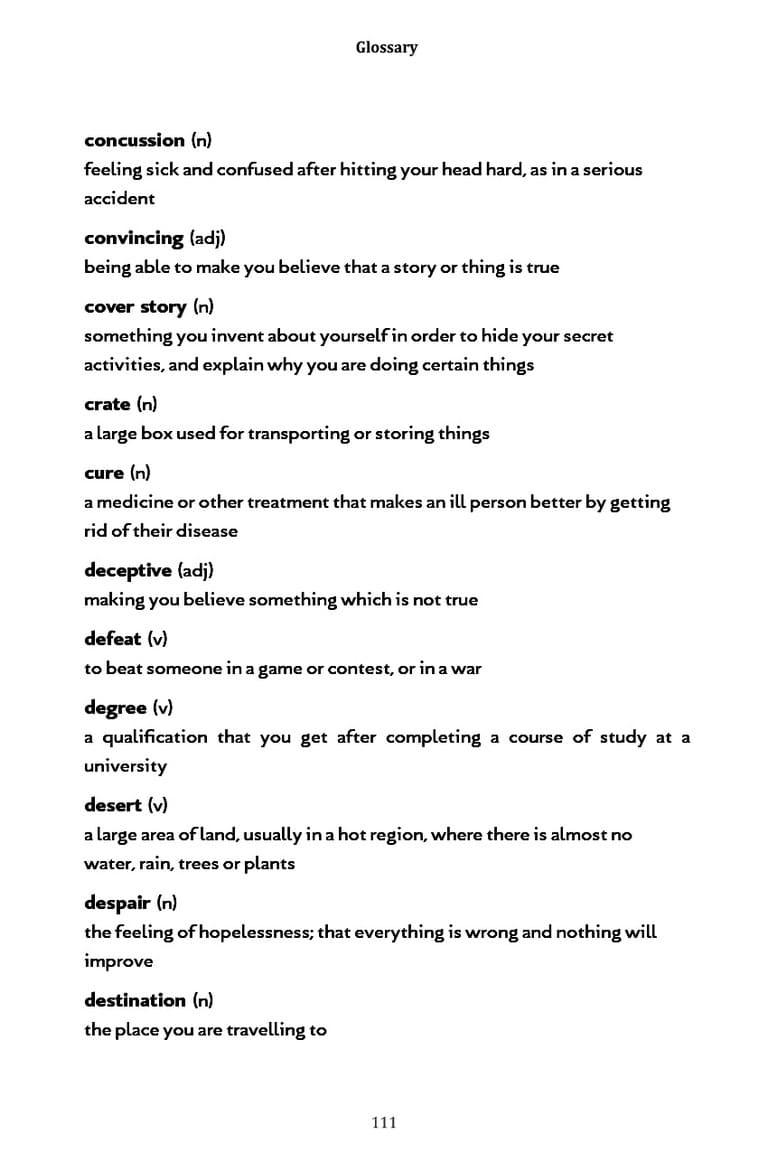 Glossary
concussion (n)
feeling sick and confused after hitting your head hard, as in a serious
accident
convincing (adj)
being able to make you believe that a story or thing is true
cover story (n)
something you invent about yourself in order to hide your secret
activities, and explain why you are doing certain things
crate (n)
a large box used for transporting or storing things
cure (n)
a medicine or other treatment that makes an ill person better by getting
rid of their disease
deceptive (adj)
making you believe something which is not true
defeat (v)
to beat someone in a game or contest, or in a war
degree (v)
a qualification that you get after completing a course of study at a
university
desert (v)
a large area of land, usually in a hot region, where there is almost no
water, rain, trees or plants
despair (n)
the feeling of hopelessness; that everything is wrong and nothing will
improve
destination (n)
the place you are travelling to
111